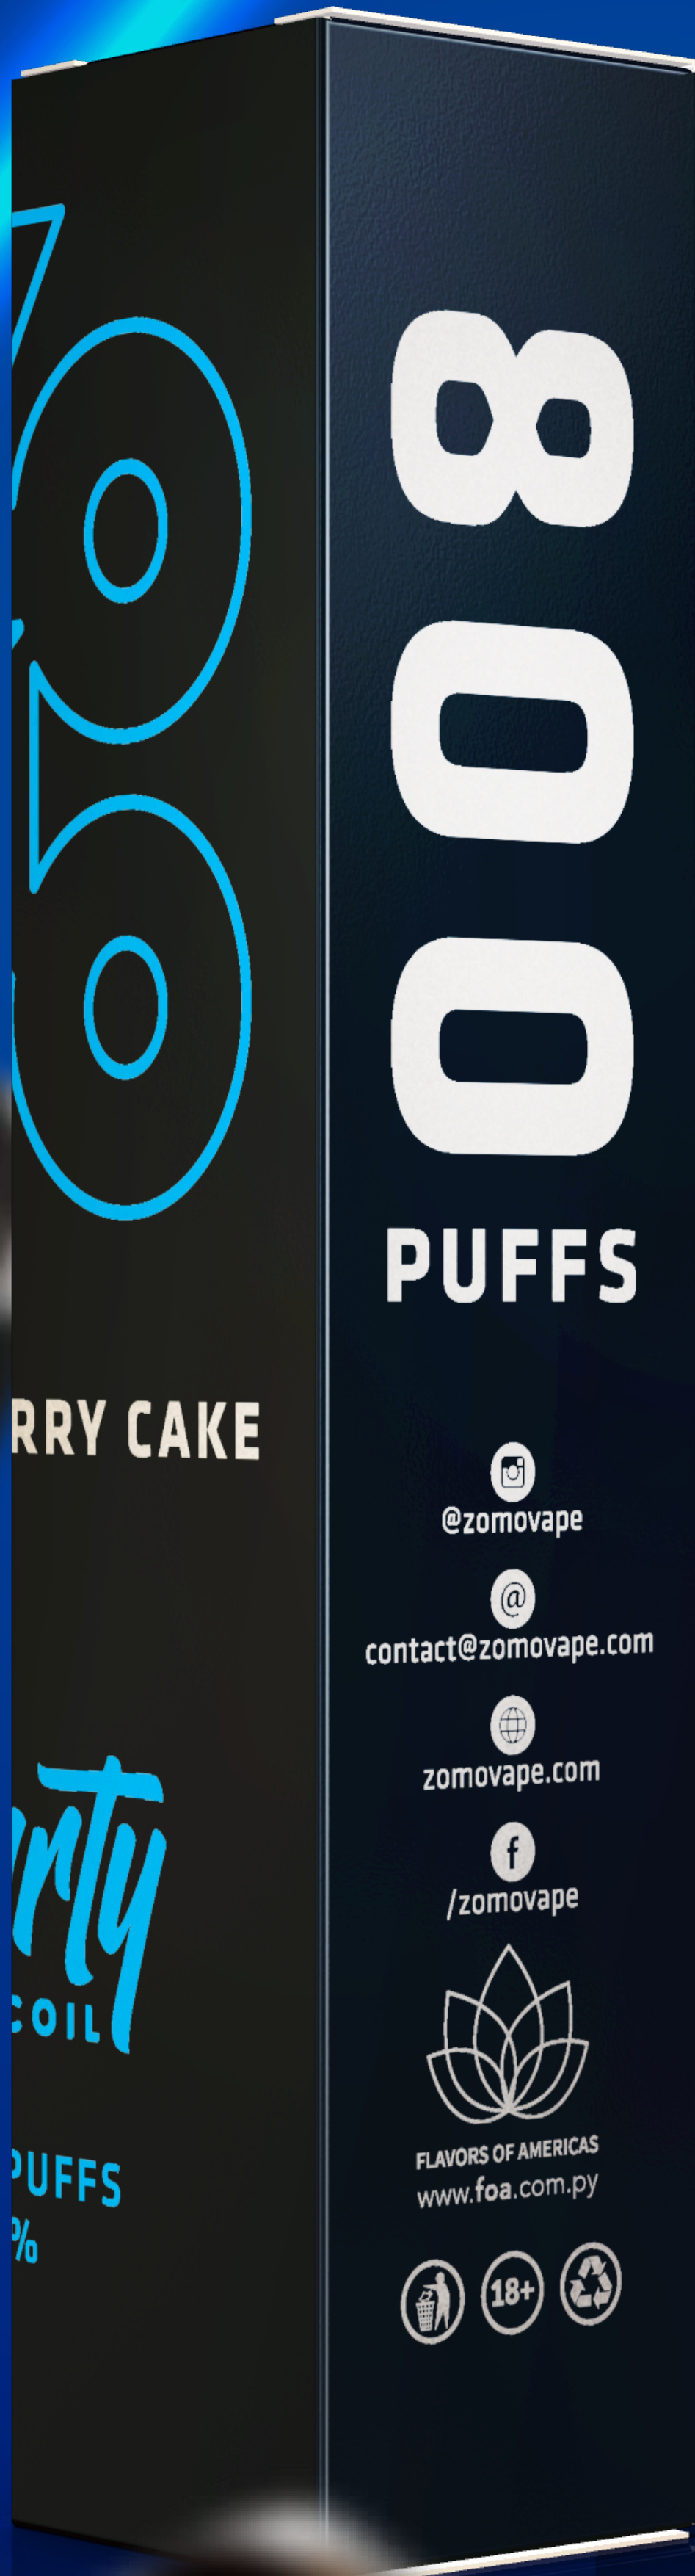 RRY CAKE
arty
COIL
PUFFS
%
800
PUFFS
@zomovape
contact@zomovape.com
zomovape.com
/zomovape
FLAVORS OF AMERICAS
www.foa.com.py
18+